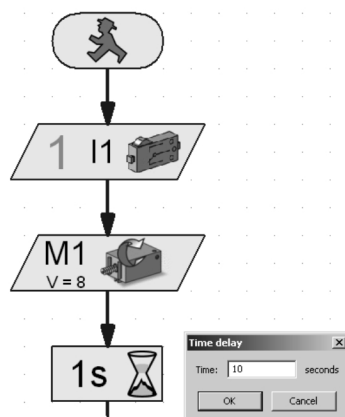 1 I1
M1
V = 8
1s
Time delay
Time: 10 seconds
OK Cancel